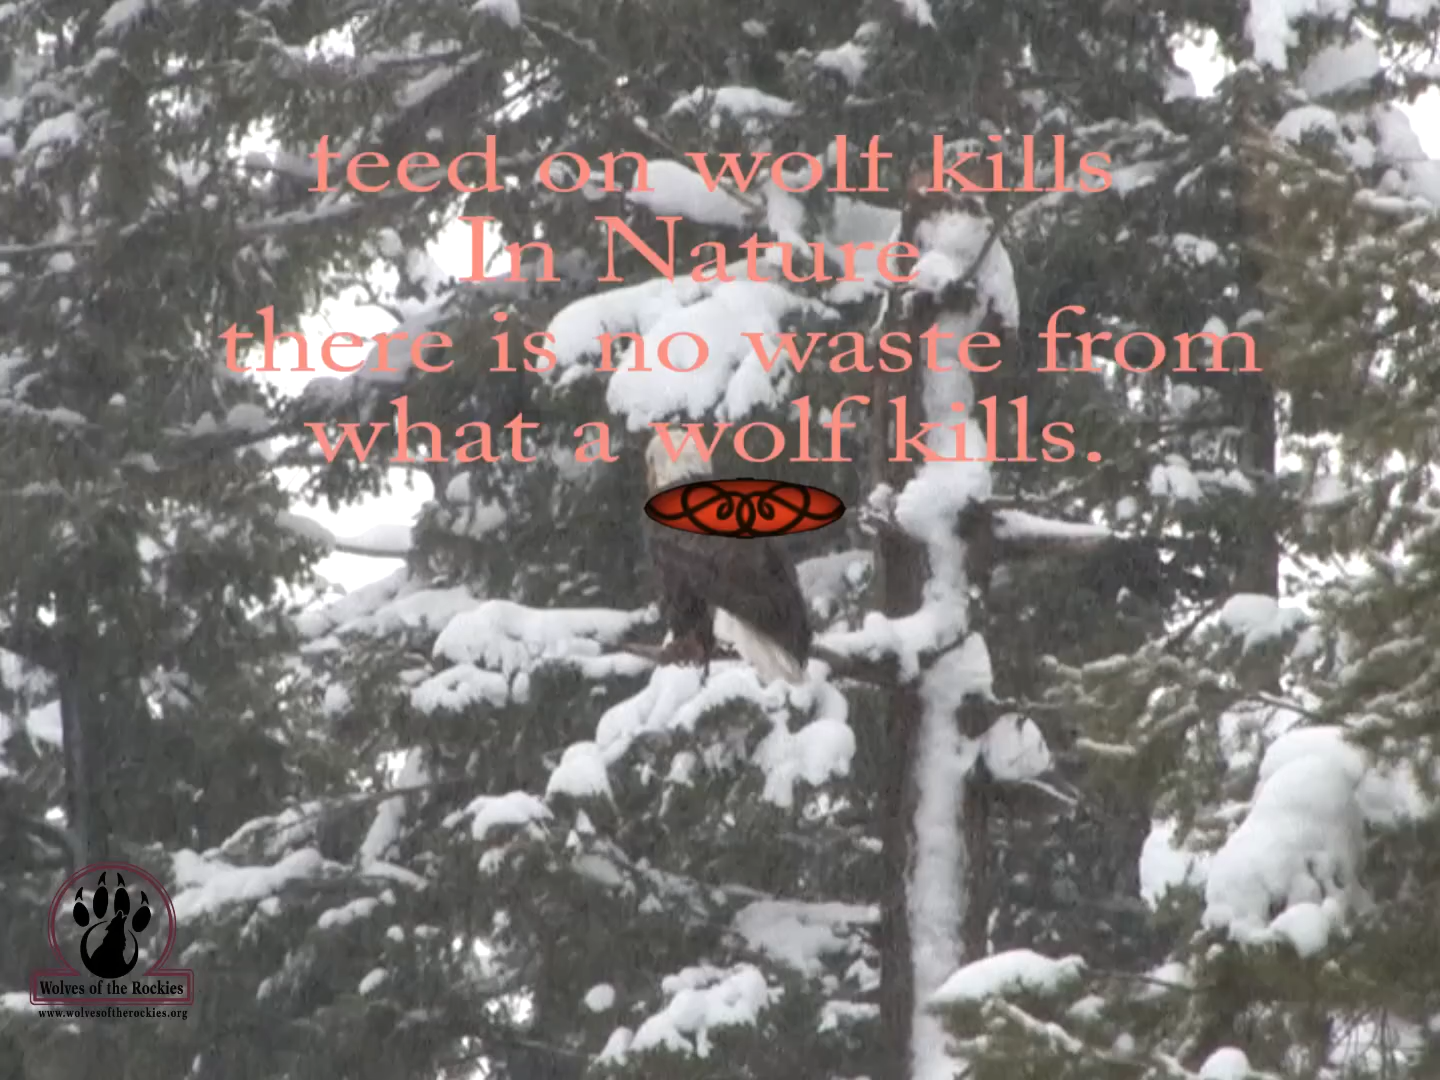 feed on wolf kills
In Nature
there is no waste from
what a wolf kills.
Wolves of the Rockies
www.wolvesoftherockies.org